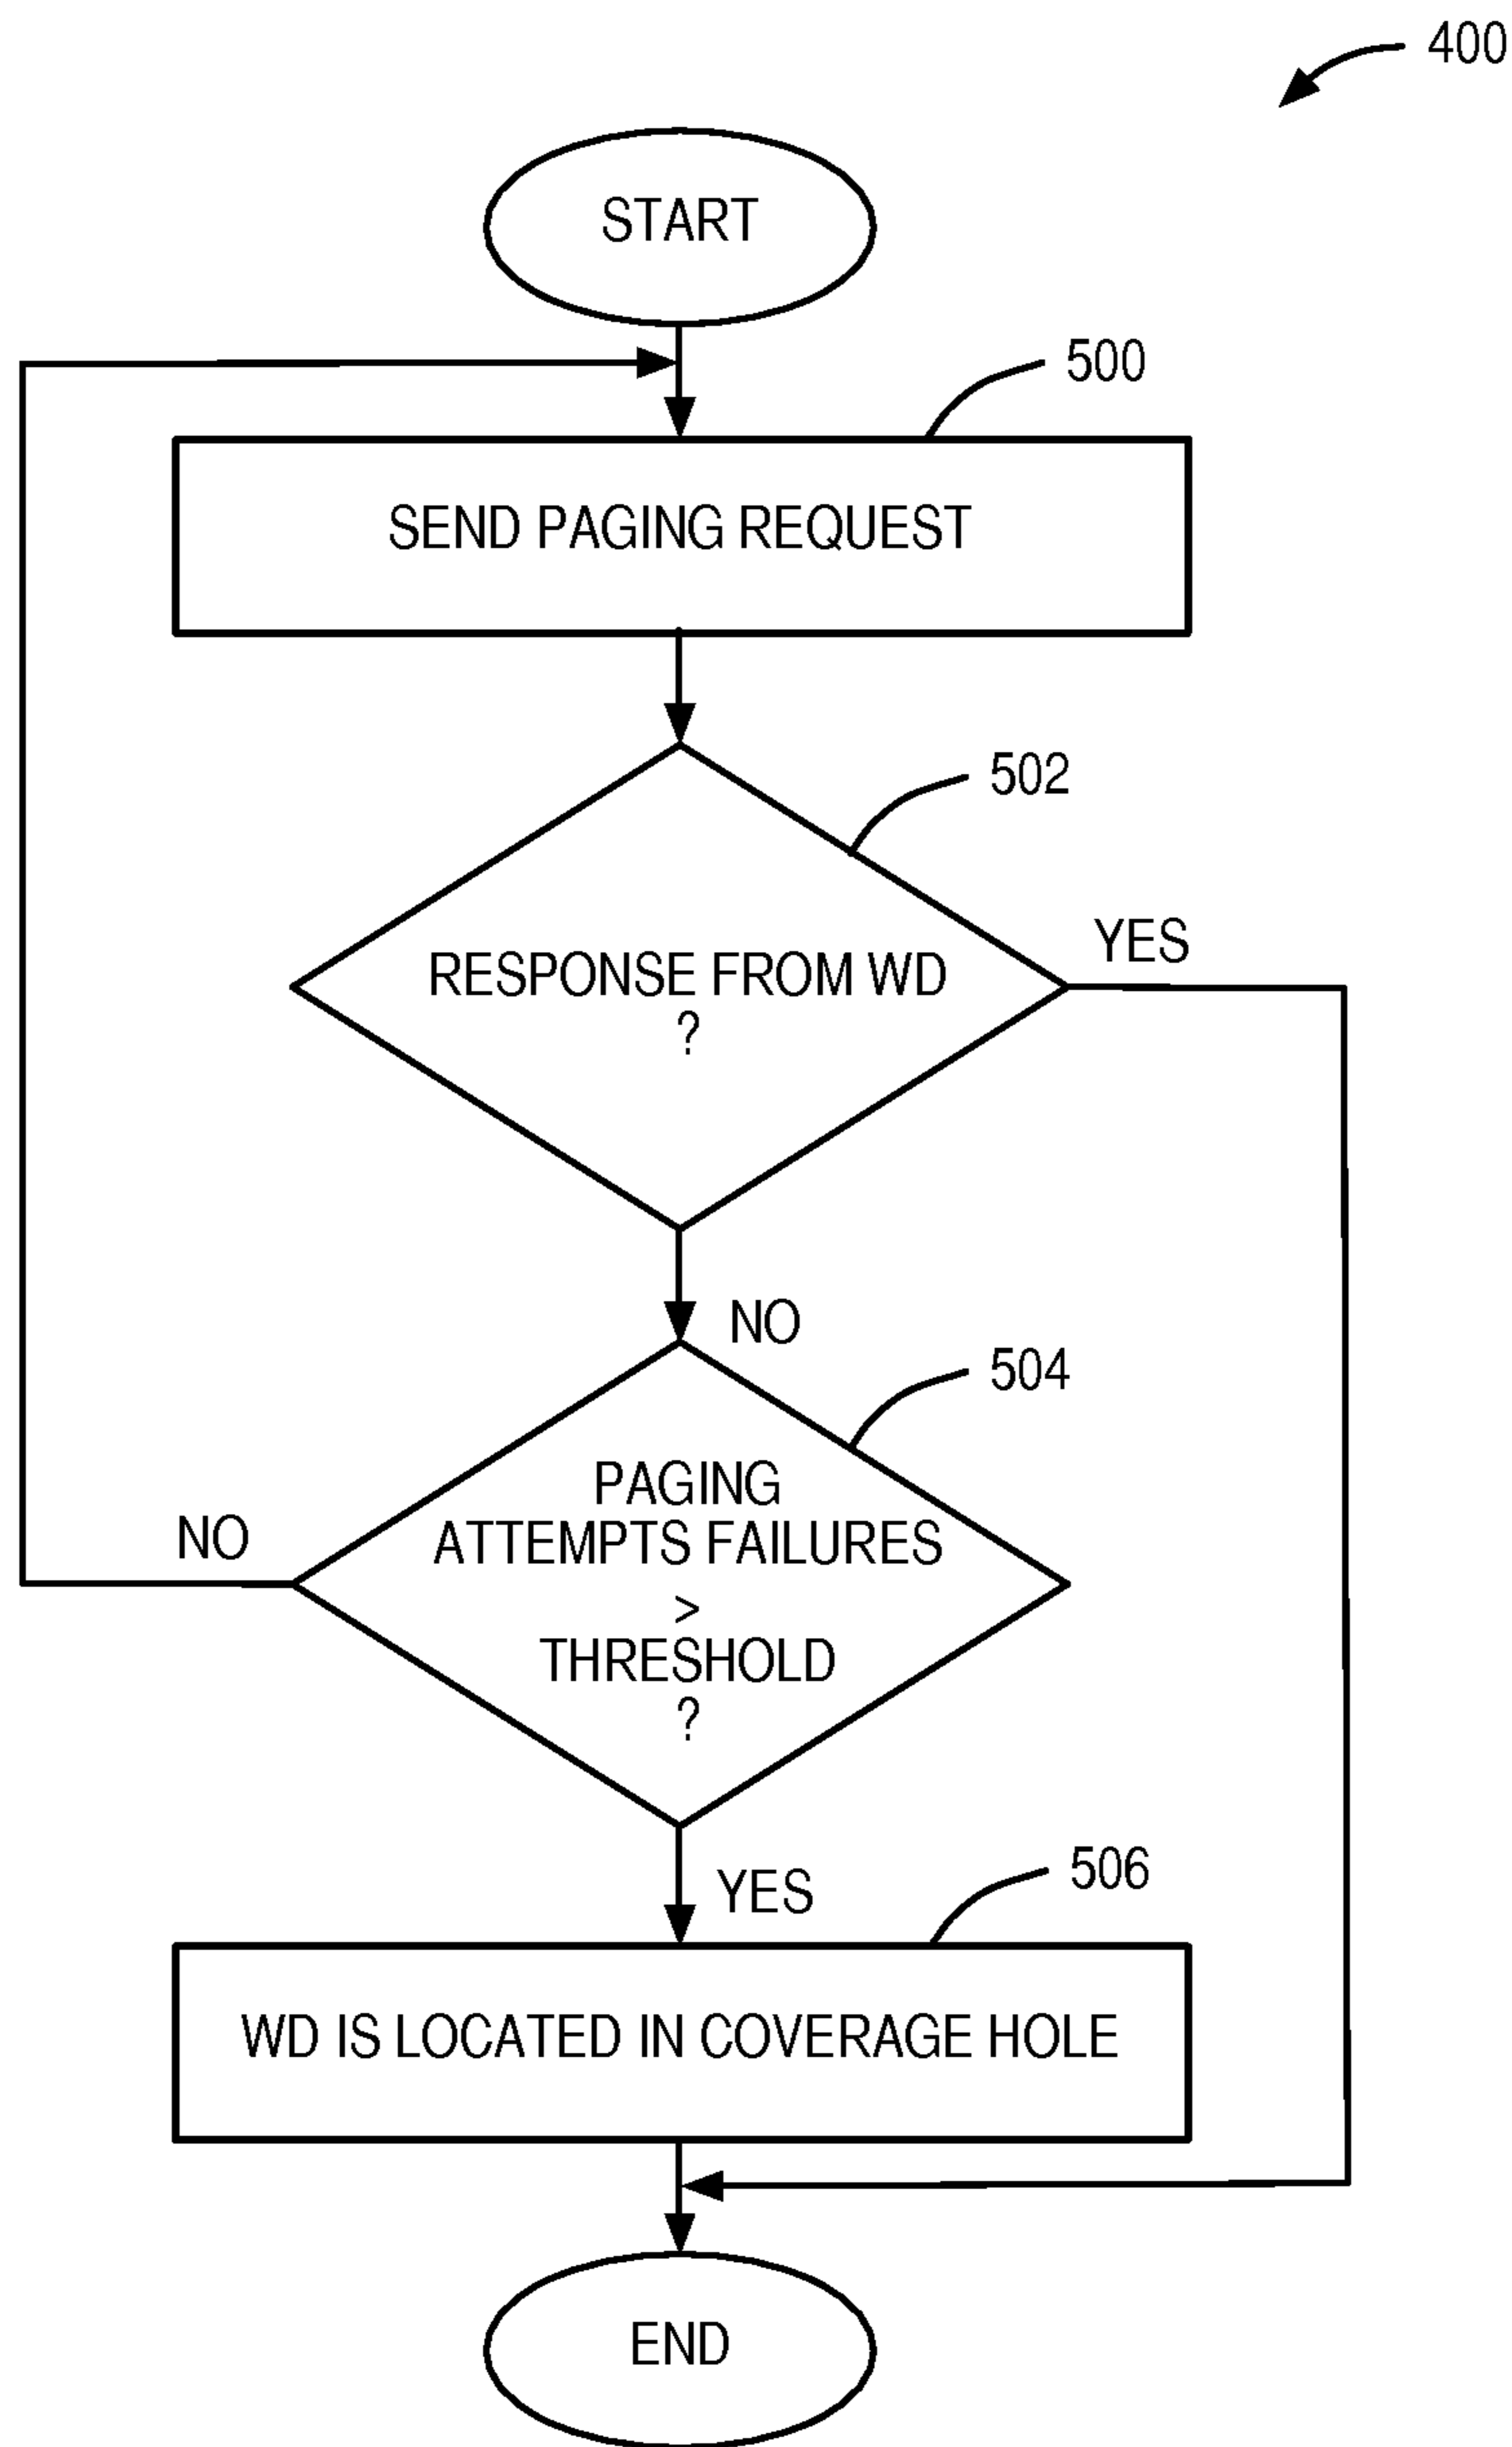 400
START
500
SEND PAGING REQUEST
502
RESPONSE FROM WD
?
YES
NO
504
PAGING
ATTEMPTS FAILURES
>
THRESHOLD
?
NO
YES
506
WD IS LOCATED IN COVERAGE HOLE
END